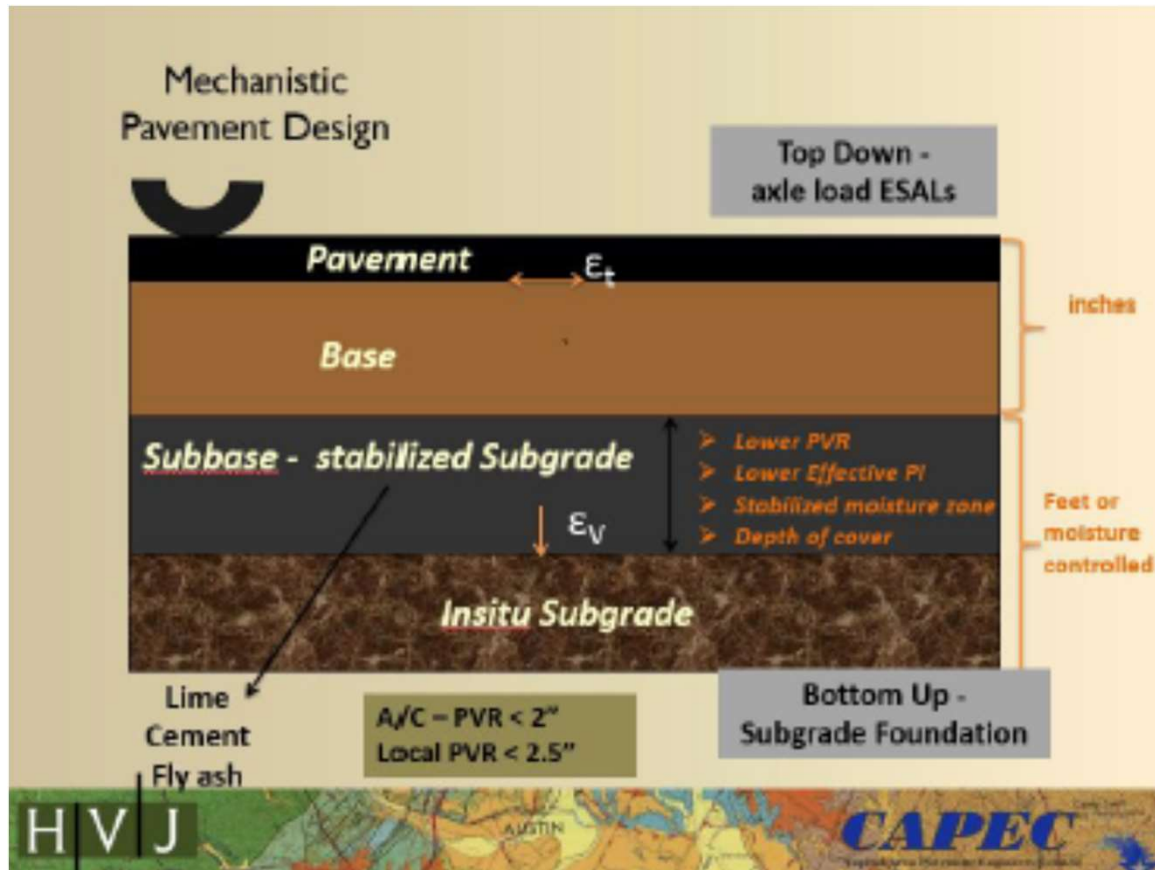 Mechanistic
Pavement Design
Top Down -
axle load ESALs
Pavement
εt
inches
Base
Subbase - stabilized Subgrade
➢ Lower PVR
➢ Lower Effective PI
➢ Stabilized moisture zone
➢ Depth of cover
εv
Feet or
moisture
controlled
Insitu Subgrade
Lime
Cement
Fly ash
A/C – PVR < 2”
Local PVR < 2.5”
Bottom Up -
Subgrade Foundation
HVJ
AUSTIN
CAPEC